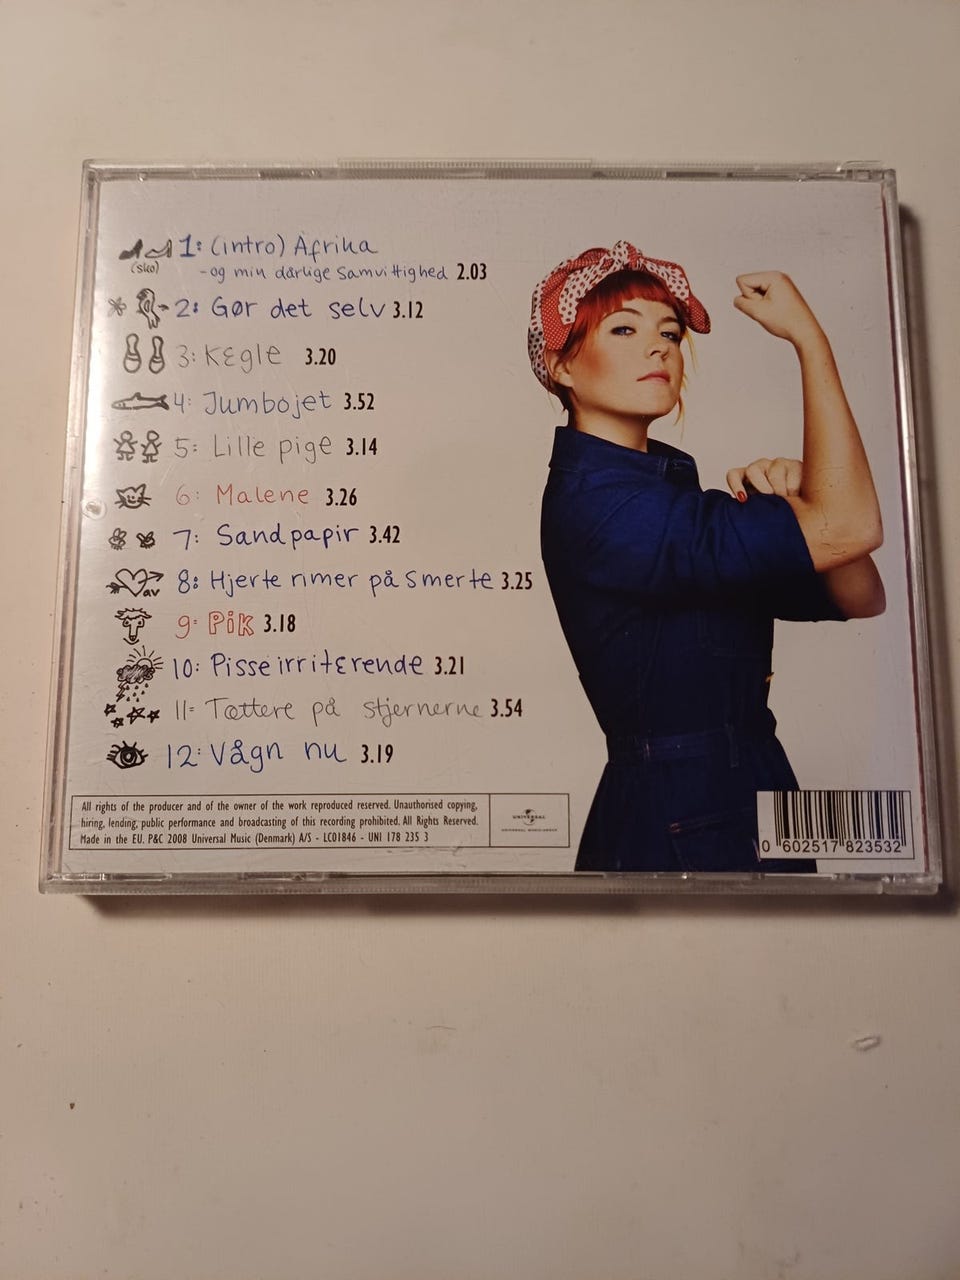 1: (intro) Afrika
(sko) - og min dårlige samvittighed 2.03
2: Gør det selv 3.12
3: Kegle 3.20
4: Jumbojet 3.52
5: Lille pige 3.14
6: Malene 3.26
7: Sandpapir 3.42
av 8: Hjerte rimer på smerte 3.25
9: Pik 3.18
10: Pisseirriterende 3.21
11: Tættere på stjernerne 3.54
12: Vågn nu 3.19
All rights of the producer and of the owner of the work reproduced reserved. Unauthorised copying,
hiring, lending, public performance and broadcasting of this recording prohibited. All Rights Reserved.
Made in the EU. P&C 2008 Universal Music (Denmark) A/S - LC01846 - UNI 178 235 3
UNIVERSAL
UNIVERSAL MUSIC GROUP
0 602517 823532